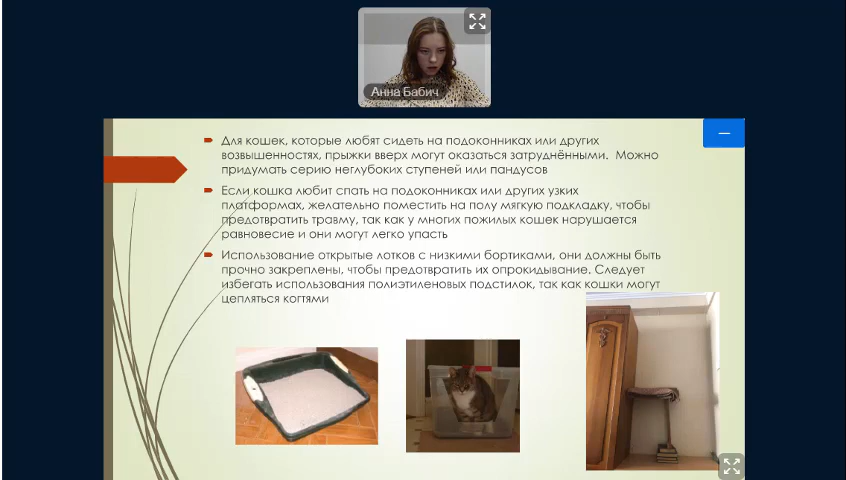 Анна Бабич
Для кошек, которые любят сидеть на подоконниках или других
возвышенностях, прыжки вверх могут оказаться затруднёнными.  Можно
придумать серию неглубоких ступеней или пандусов
Если кошка любит спать на подоконниках или других узких
платформах, желательно поместить на полу мягкую подкладку, чтобы
предотвратить травму, так как у многих пожилых кошек нарушается
равновесие и они могут легко упасть
Использование открытые лотков с низкими бортиками, они должны быть
прочно закреплены, чтобы предотвратить их опрокидывание. Следует
избегать использования полиэтиленовых подстилок, так как кошки могут
цепляться когтями